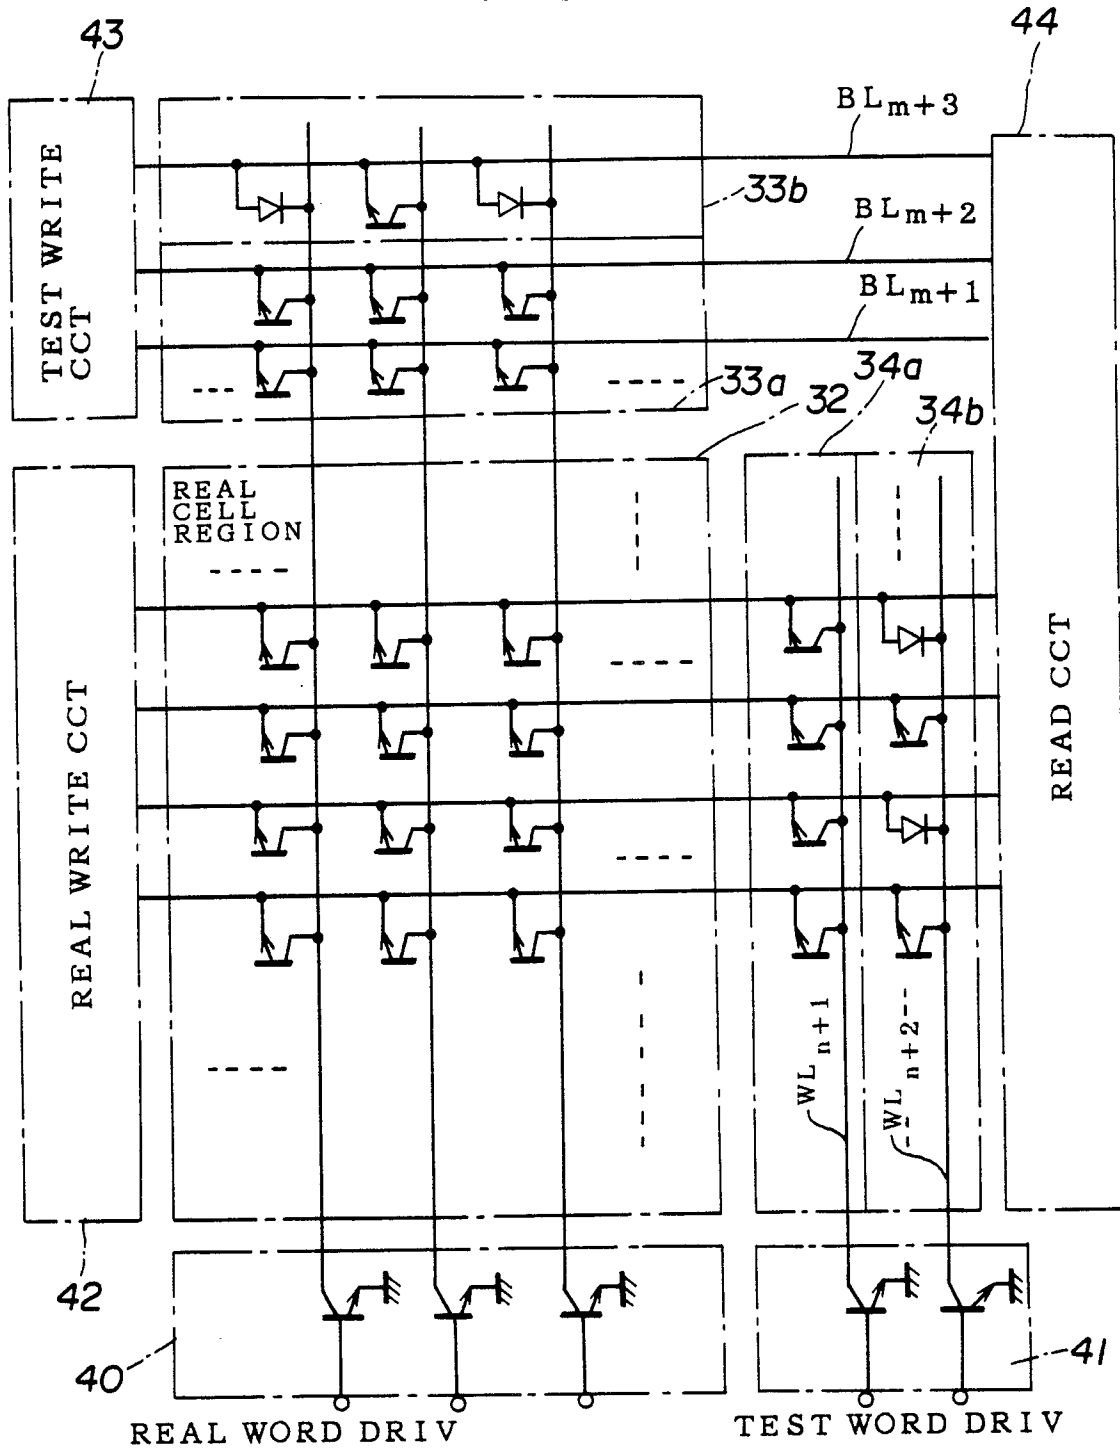 43
44
TEST WRITE
CCT
BLm+3
33b
BLm+2
BLm+1
33a
32
34a
34b
REAL
CELL
REGION
REAL WRITE CCT
READ CCT
WLn+1
WLn+2
42
40
41
REAL WORD DRIV
TEST WORD DRIV